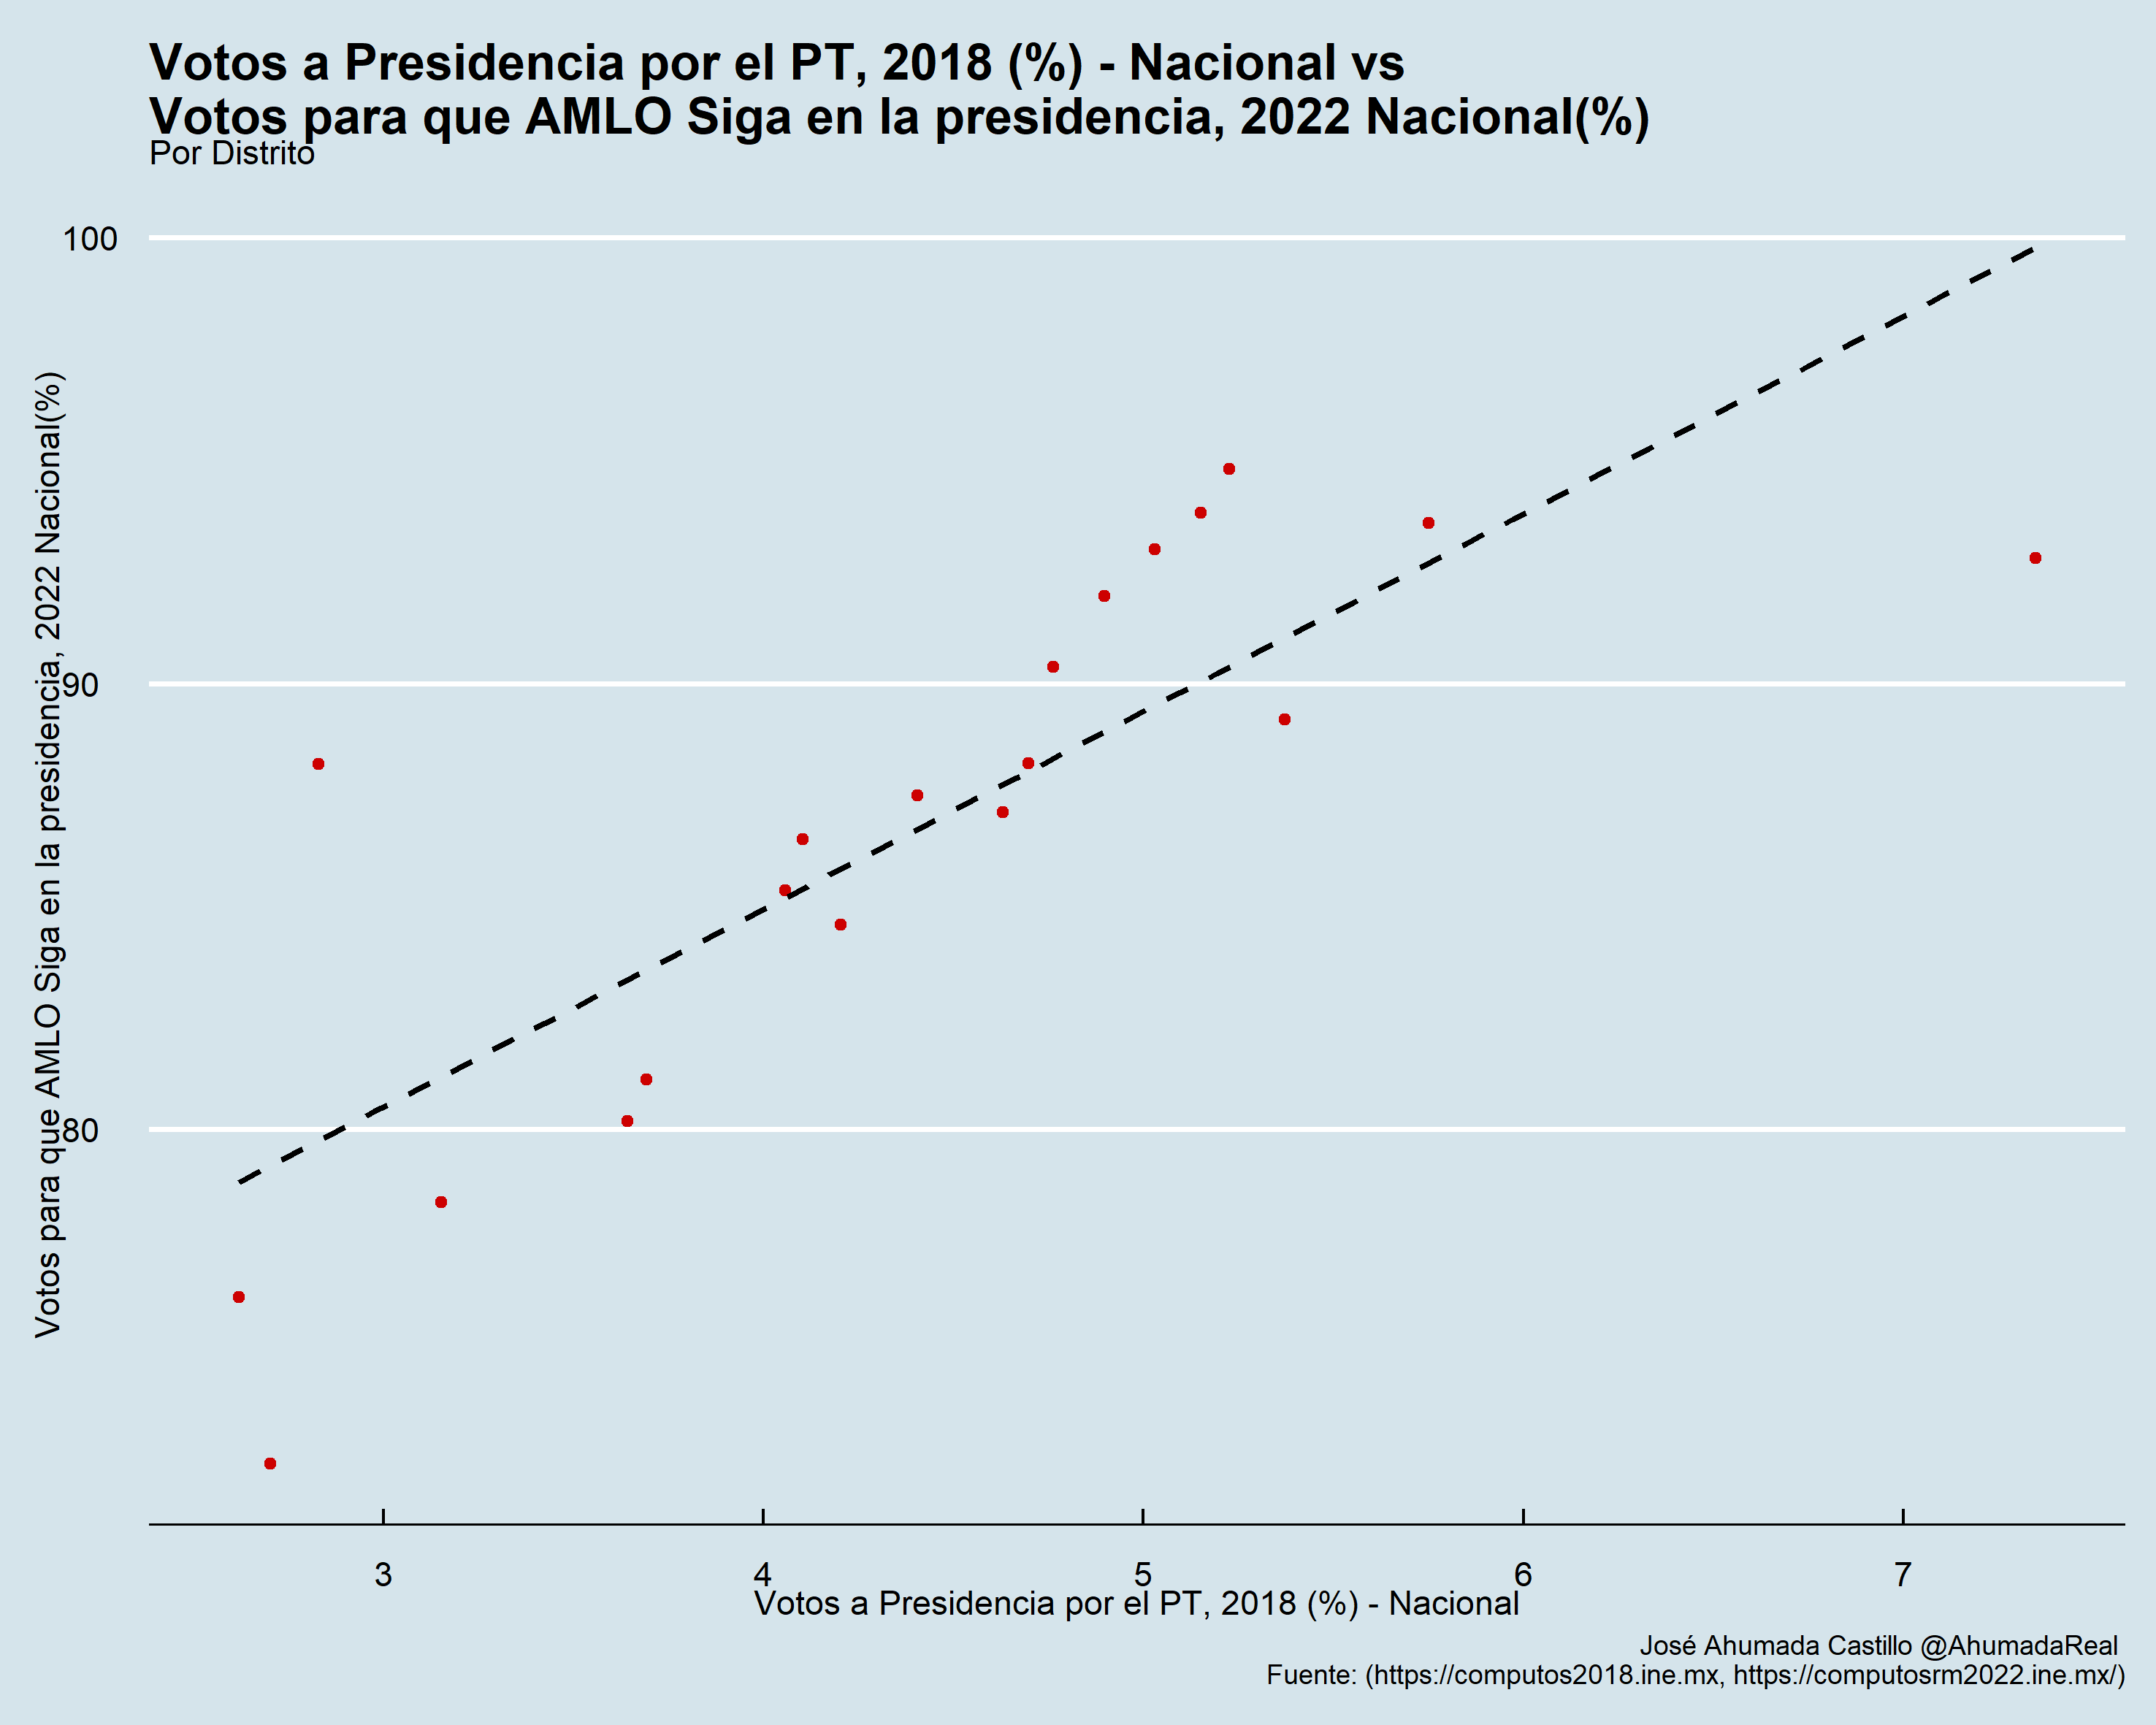 Votos a Presidencia por el PT, 2018 (%) - Nacional vs
Votos para que AMLO Siga en la presidencia, 2022 Nacional(%)
Por Distrito
Votos para que AMLO Siga en la presidencia, 2022 Nacional(%)
100
90
80
3
4
5
6
7
Votos a Presidencia por el PT, 2018 (%) - Nacional
José Ahumada Castillo @AhumadaReal
Fuente: (https://computos2018.ine.mx, https://computosrm2022.ine.mx/)